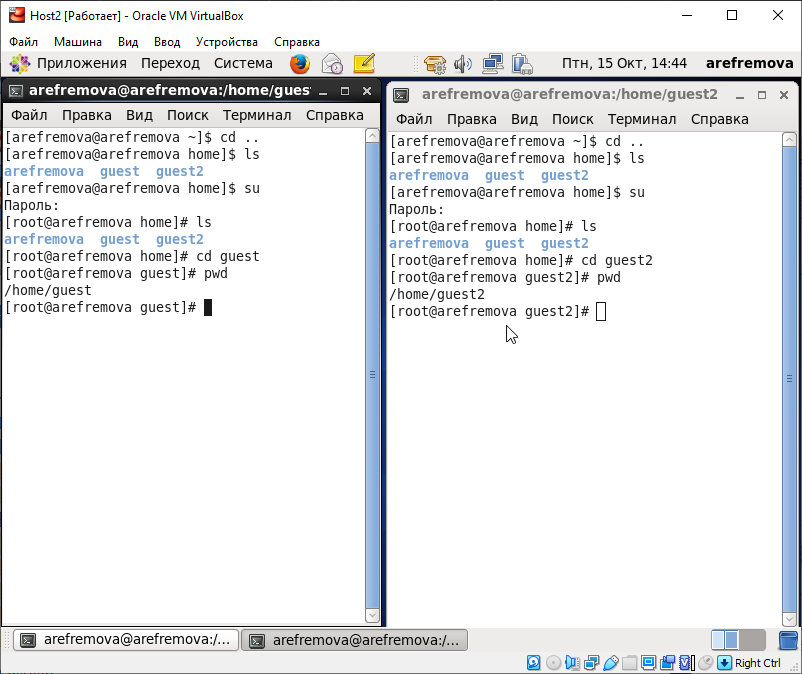 Host2 [Работает] - Oracle VM VirtualBox
Файл Машина Вид Ввод Устройства Справка
Приложения Переход Система Птн, 15 Окт, 14:44 arefremova
arefremova@arefremova:/home/guest
Файл Правка Вид Поиск Терминал Справка
[arefremova@arefremova ~]$ cd ..
[arefremova@arefremova home]$ ls
arefremova guest guest2
[arefremova@arefremova home]$ su
Пароль:
[root@arefremova home]# ls
arefremova guest guest2
[root@arefremova home]# cd guest
[root@arefremova guest]# pwd
/home/guest
[root@arefremova guest]#
arefremova@arefremova:/home/guest2
Файл Правка Вид Поиск Терминал Справка
[arefremova@arefremova ~]$ cd ..
[arefremova@arefremova home]$ ls
arefremova guest guest2
[arefremova@arefremova home]$ su
Пароль:
[root@arefremova home]# ls
arefremova guest guest2
[root@arefremova home]# cd guest2
[root@arefremova guest2]# pwd
/home/guest2
[root@arefremova guest2]#
arefremova@arefremova:/... arefremova@arefremova:/...
Right Ctrl